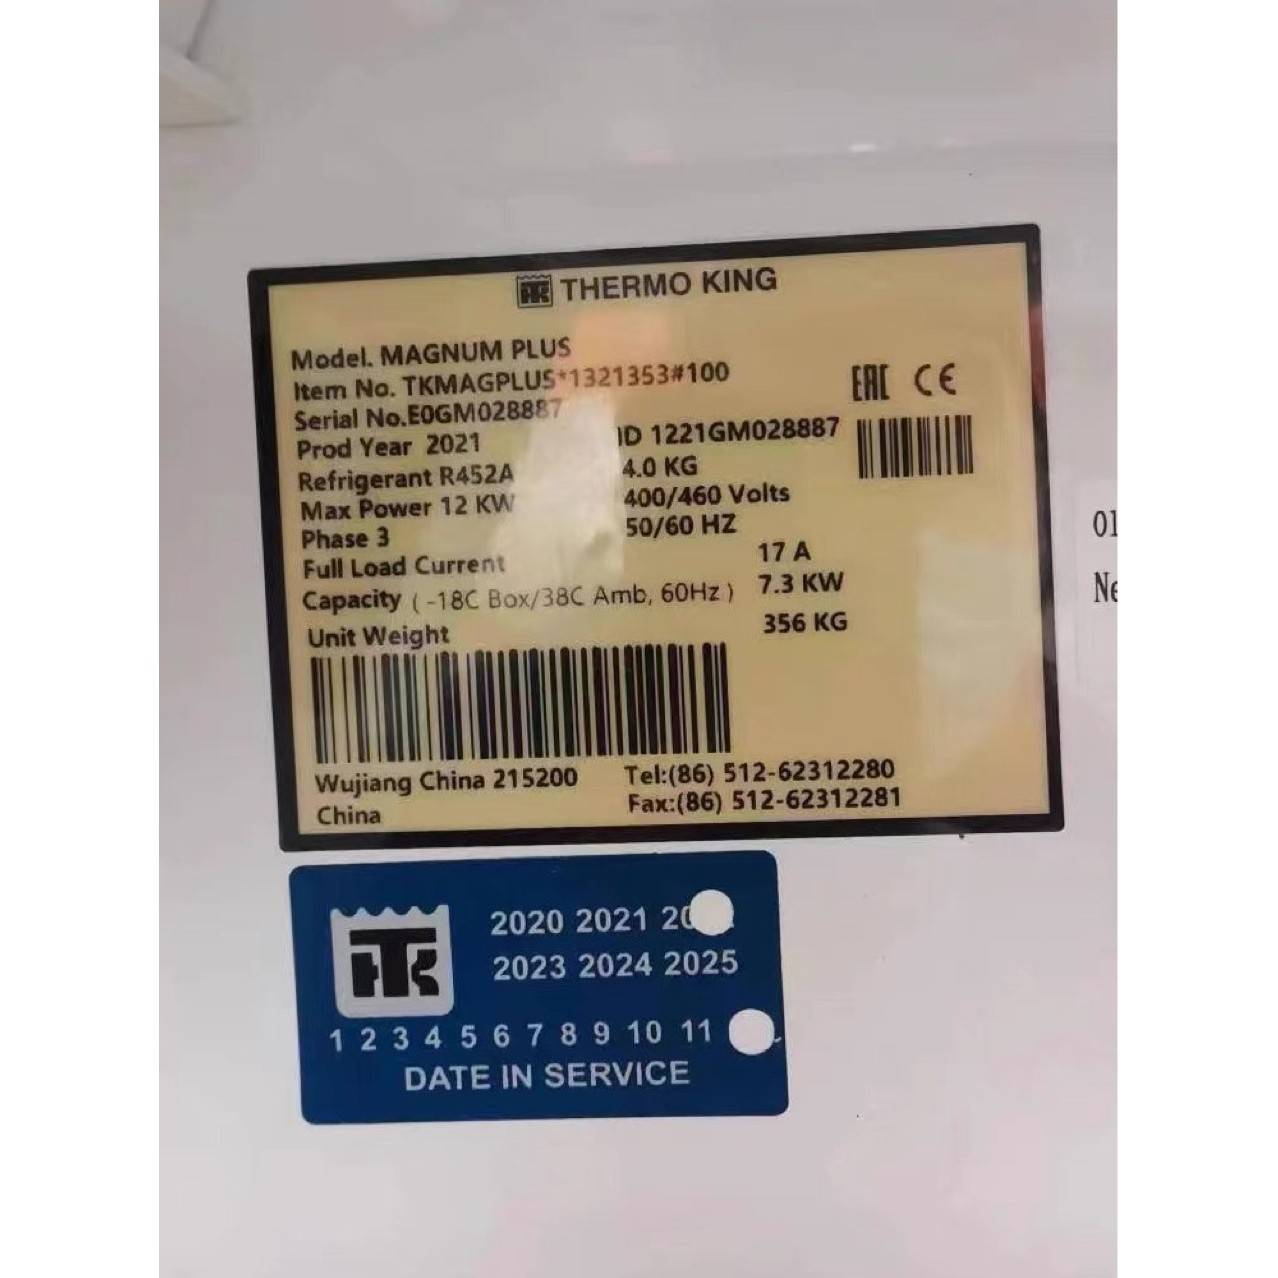 THERMO KING
Model. MAGNUM PLUS
Item No. TKMAGPLUS*1321353#100
EAC CE
Serial No.E0GM028887
Prod Year 2021 ID 1221GM028887
Refrigerant R452A 4.0 KG
Max Power 12 KW 400/460 Volts
Phase 3 50/60 HZ
Full Load Current 17 A
Capacity ( -18C Box/38C Amb, 60Hz ) 7.3 KW
Unit Weight 356 KG
Wujiang China 215200 Tel:(86) 512-62312280
China Fax:(86) 512-62312281
TK
2020 2021
2023 2024 2025
1 2 3 4 5 6 7 8 9 10 11
DATE IN SERVICE